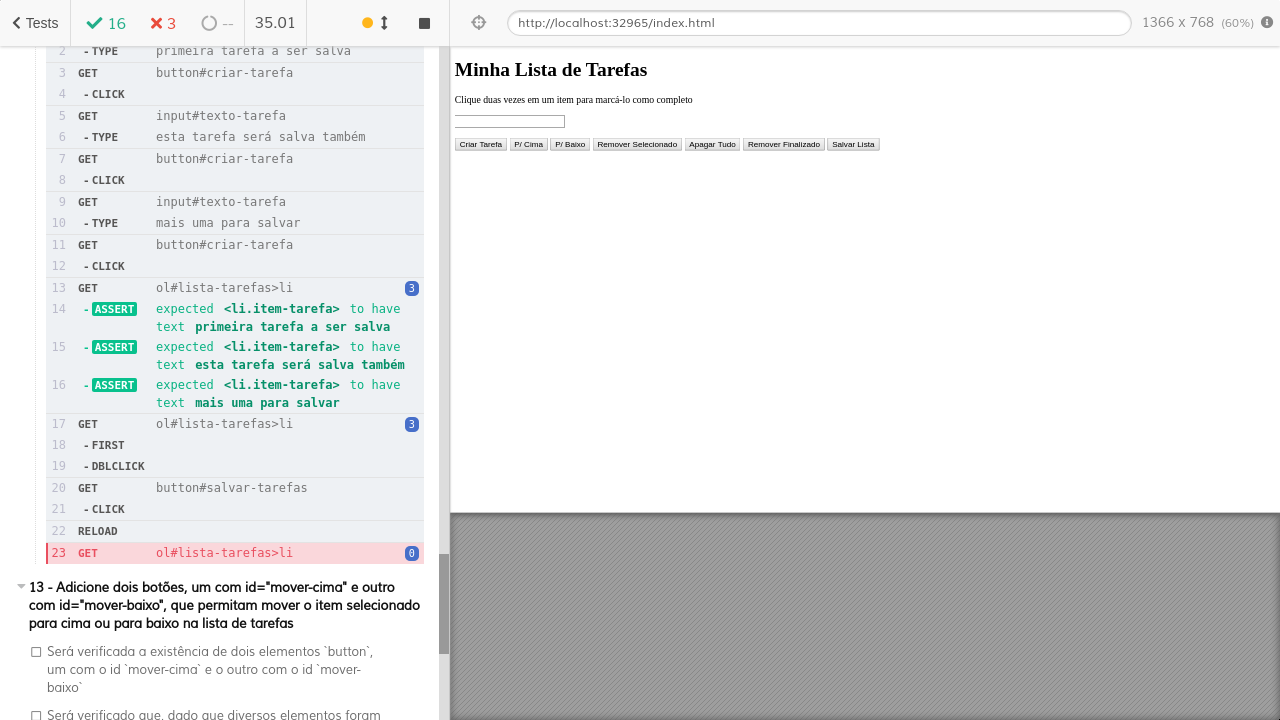 Tests 16 3 -- 35.01 http://localhost:32965/index.html 1366 x 768 (60%)
2 - TYPE primeira tarefa a ser salva
3 GET button#criar-tarefa
4 - CLICK
5 GET input#texto-tarefa
6 - TYPE esta tarefa será salva também
7 GET button#criar-tarefa
8 - CLICK
9 GET input#texto-tarefa
10 - TYPE mais uma para salvar
11 GET button#criar-tarefa
12 - CLICK
13 GET ol#lista-tarefas>li 3
14 - ASSERT expected <li.item-tarefa> to have
text primeira tarefa a ser salva
15 - ASSERT expected <li.item-tarefa> to have
text esta tarefa será salva também
16 - ASSERT expected <li.item-tarefa> to have
text mais uma para salvar
17 GET ol#lista-tarefas>li 3
18 - FIRST
19 - DBLCLICK
20 GET button#salvar-tarefas
21 - CLICK
22 RELOAD
23 GET ol#lista-tarefas>li 0
13 - Adicione dois botões, um com id="mover-cima" e outro
com id="mover-baixo", que permitam mover o item selecionado
para cima ou para baixo na lista de tarefas
Será verificada a existência de dois elementos `button`,
um com o id `mover-cima` e o outro com o id `mover-
baixo`
Será verificado que, dado que diversos elementos foram
Minha Lista de Tarefas
Clique duas vezes em um item para marcá-lo como completo
Criar Tarefa P/ Cima P/ Baixo Remover Selecionado Apagar Tudo Remover Finalizado Salvar Lista